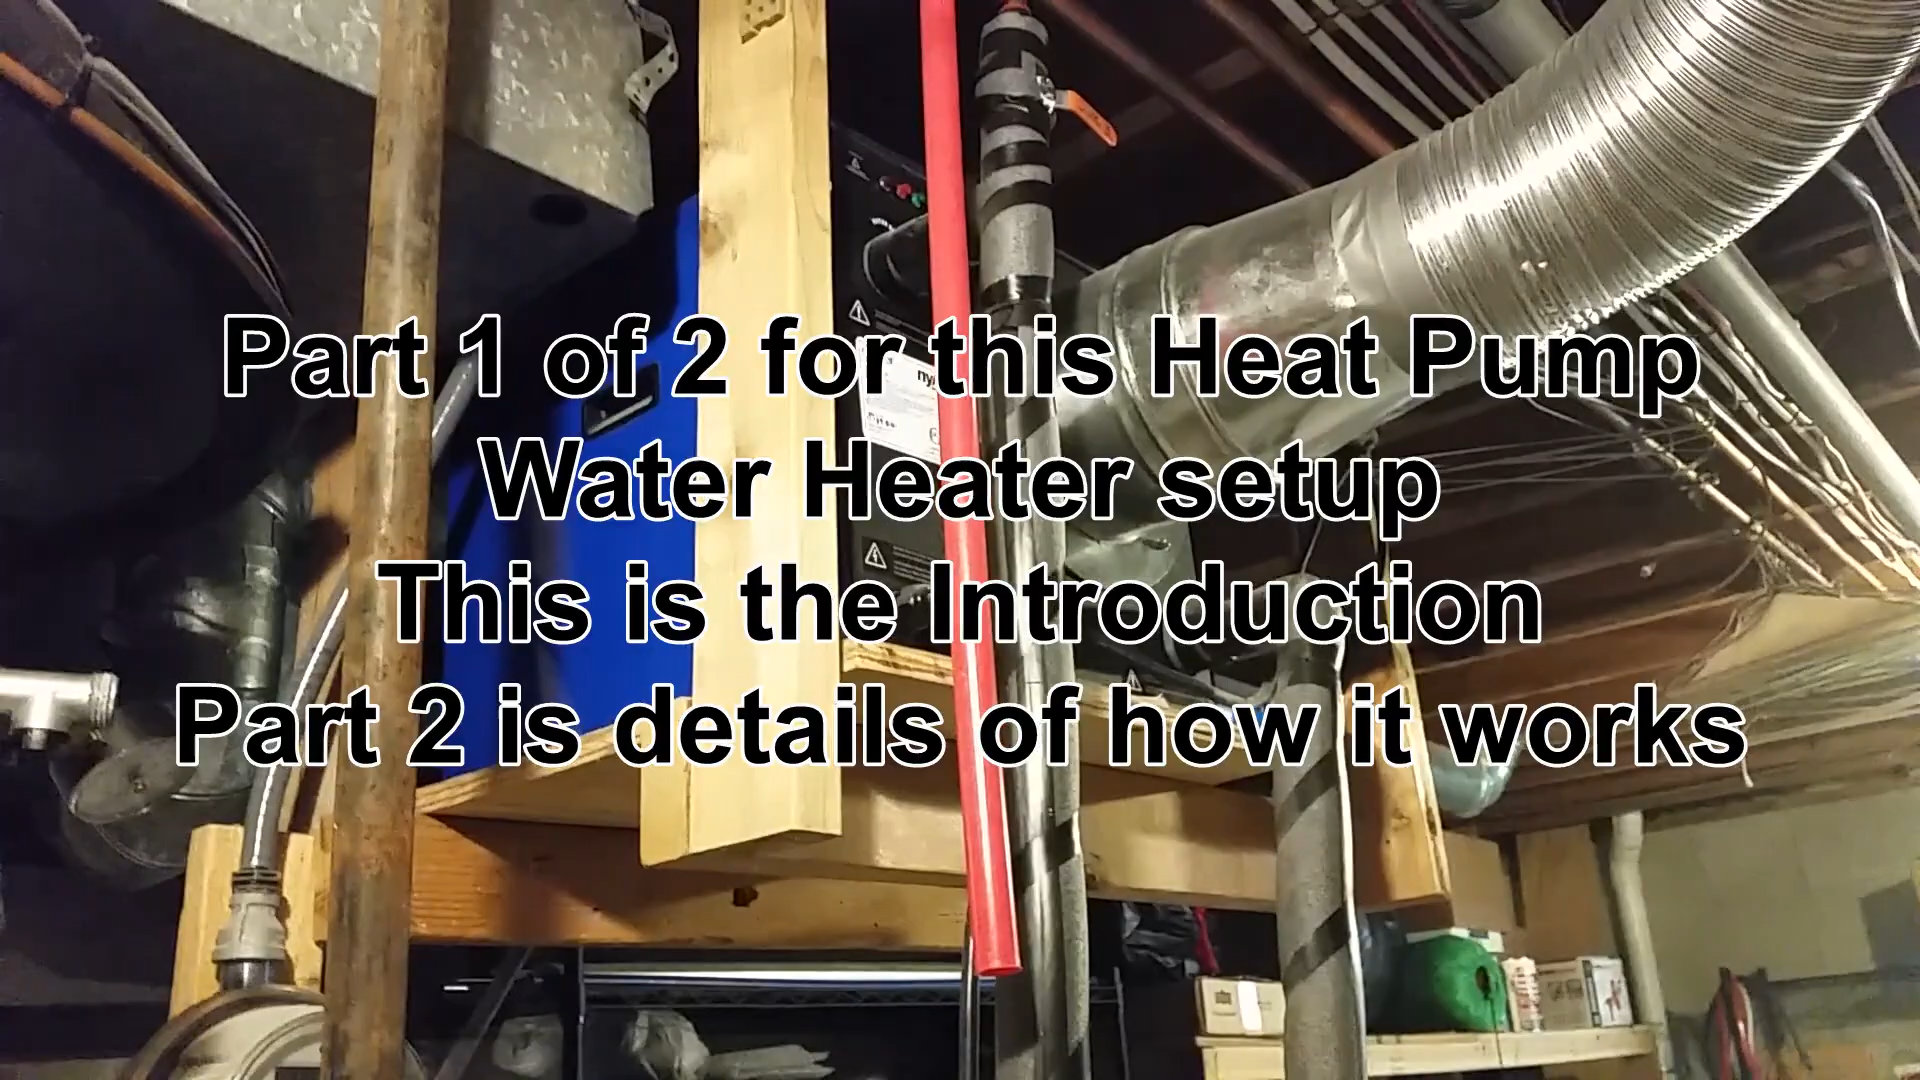 Part 1 of 2 for this Heat Pump
Water Heater setup
This is the Introduction
Part 2 is details of how it works